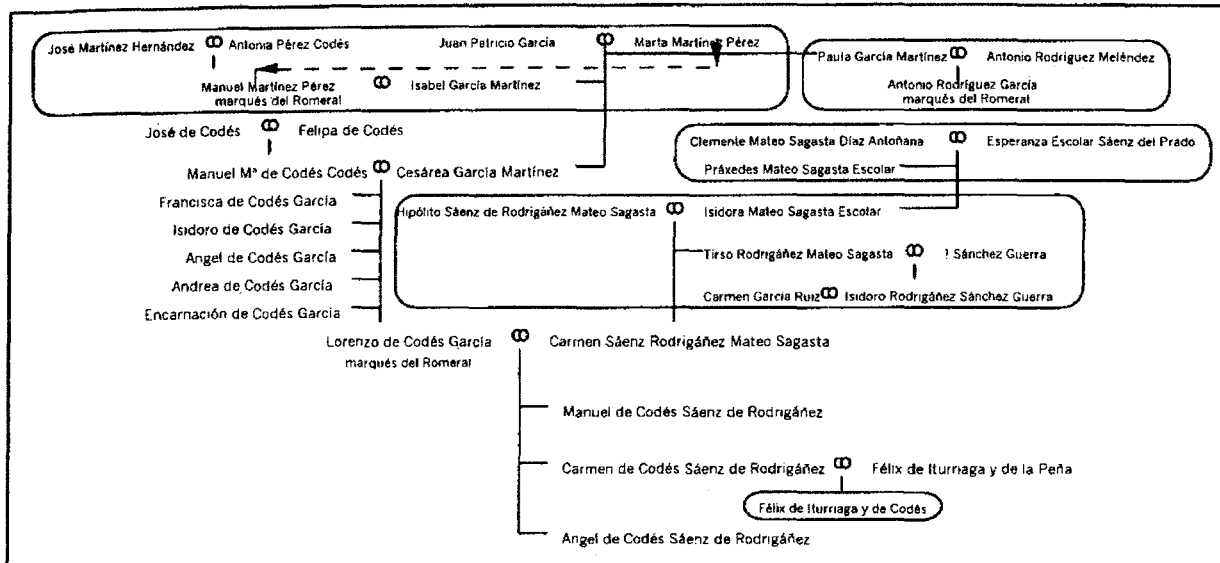 José Martínez Hernández Antonia Pérez Codés Juan Patricio García Marta Martínez Pérez
Paula García Martínez Antonio Rodríguez Meléndez
Manuel Martínez Pérez Isabel García Martínez
marqués del Romeral
Antonio Rodríguez García
marqués del Romeral
José de Codés Felipa de Codés
Clemente Mateo Sagasta Díaz Antoñana Esperanza Escolar Sáenz del Prado
Práxedes Mateo Sagasta Escolar
Manuel Mª de Codés Codés Cesárea García Martínez
Francisca de Codés García
Hipólito Sáenz de Rodrigáñez Mateo Sagasta Isidora Mateo Sagasta Escolar
Isidoro de Codés García
Angel de Codés García
Tirso Rodrigáñez Mateo Sagasta ? Sánchez Guerra
Andrea de Codés García
Carmen García Ruiz Isidoro Rodrigáñez Sánchez Guerra
Encarnación de Codés García
Lorenzo de Codés García Carmen Sáenz Rodrigáñez Mateo Sagasta
marqués del Romeral
Manuel de Codés Sáenz de Rodrigáñez
Carmen de Codés Sáenz de Rodrigáñez Félix de Iturriaga y de la Peña
Félix de Iturriaga y de Codés
Angel de Codés Sáenz de Rodrigáñez